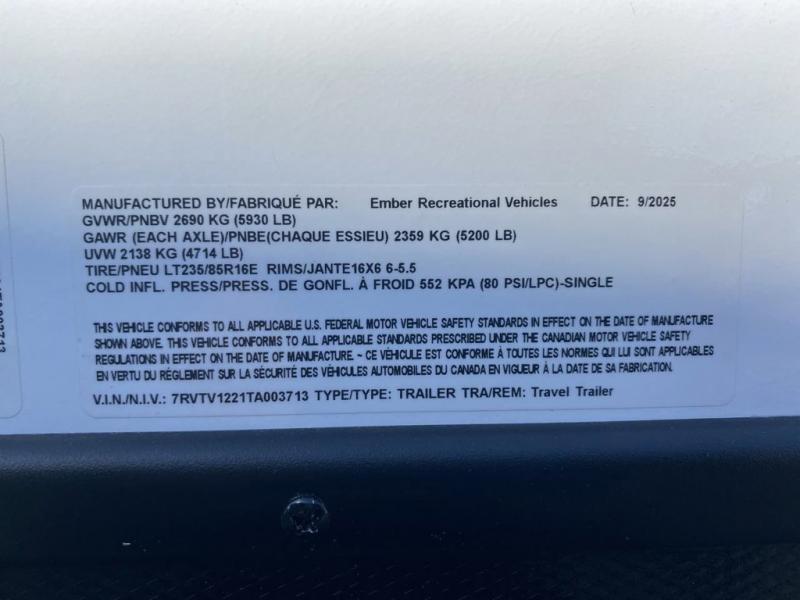 MANUFACTURED BY/FABRIQUÉ PAR: Ember Recreational Vehicles DATE: 9/2025
GVWR/PNBV 2690 KG (5930 LB)
GAWR (EACH AXLE)/PNBE(CHAQUE ESSIEU) 2359 KG (5200 LB)
UVW 2138 KG (4714 LB)
TIRE/PNEU LT235/85R16E RIMS/JANTE16X6 6-5.5
COLD INFL. PRESS/PRESS. DE GONFL. À FROID 552 KPA (80 PSI/LPC)-SINGLE
THIS VEHICLE CONFORMS TO ALL APPLICABLE U.S. FEDERAL MOTOR VEHICLE SAFETY STANDARDS IN EFFECT ON THE DATE OF MANUFACTURE
SHOWN ABOVE. THIS VEHICLE CONFORMS TO ALL APPLICABLE STANDARDS PRESCRIBED UNDER THE CANADIAN MOTOR VEHICLE SAFETY
REGULATIONS IN EFFECT ON THE DATE OF MANUFACTURE. ~ CE VÉHICULE EST CONFORME À TOUTES LES NORMES QUI LUI SONT APPLICABLES
EN VERTU DU RÉGLEMENT SUR LA SÉCURITÉ DES VÉHICULES AUTOMOBILES DU CANADA EN VIGUEUR À LA DATE DE SA FABRICATION.
V.I.N./N.I.V.: 7RVTV1221TA003713 TYPE/TYPE: TRAILER TRA/REM: Travel Trailer